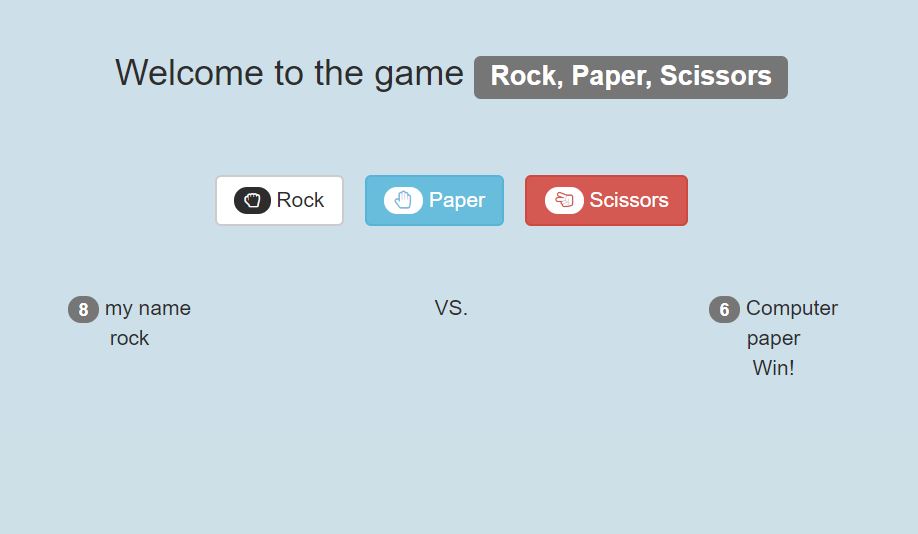 Welcome to the game Rock, Paper, Scissors
Rock Paper Scissors
8 my name VS. 6 Computer
rock paper
Win!